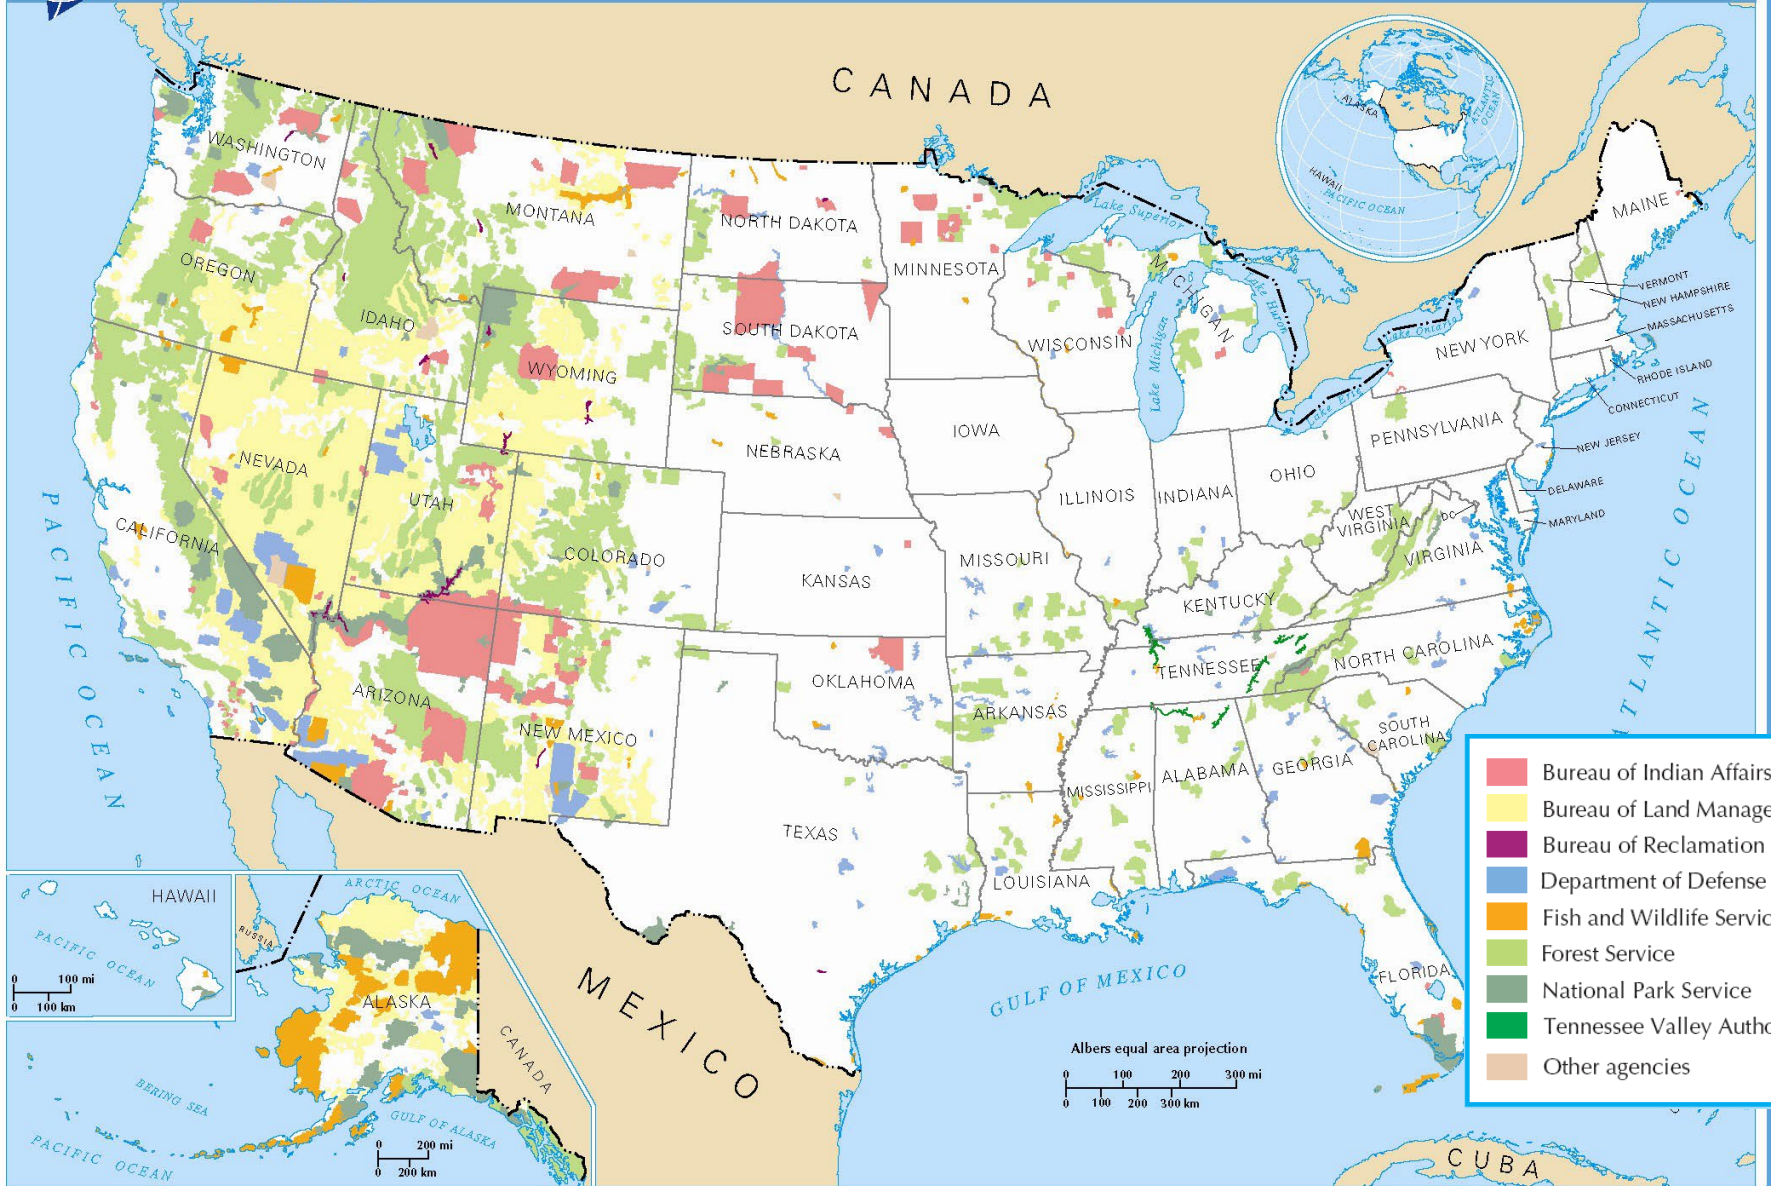 CANADA
ALASKA
ATLANTIC
OCEAN
HAWAII
PACIFIC OCEAN
WASHINGTON
MONTANA
NORTH DAKOTA
MINNESOTA
Lake Superior
MICHIGAN
MAINE
OREGON
IDAHO
SOUTH DAKOTA
WISCONSIN
Lake Michigan
Lake Huron
Lake Ontario
Lake Erie
NEW YORK
VERMONT
NEW HAMPSHIRE
MASSACHUSETTS
RHODE ISLAND
CONNECTICUT
WYOMING
NEBRASKA
IOWA
PENNSYLVANIA
NEW JERSEY
DELAWARE
MARYLAND
NEVADA
UTAH
CALIFORNIA
COLORADO
KANSAS
MISSOURI
ILLINOIS
INDIANA
OHIO
WEST
VIRGINIA
DC
VIRGINIA
KENTUCKY
PACIFIC OCEAN
ATLANTIC OCEAN
ARIZONA
NEW MEXICO
OKLAHOMA
ARKANSAS
TENNESSEE
NORTH CAROLINA
SOUTH
CAROLINA
TEXAS
LOUISIANA
MISSISSIPPI
ALABAMA
GEORGIA
FLORIDA
GULF OF MEXICO
MEXICO
CUBA
HAWAII
PACIFIC OCEAN
0 100 mi
0 100 km
ARCTIC OCEAN
RUSSIA
ALASKA
CANADA
BERING SEA
GULF OF ALASKA
PACIFIC OCEAN
0 200 mi
0 200 km
Albers equal area projection
0 100 200 300 mi
0 100 200 300 km
Bureau of Indian Affairs
Bureau of Land Manage
Bureau of Reclamation
Department of Defense
Fish and Wildlife Servic
Forest Service
National Park Service
Tennessee Valley Autho
Other agencies